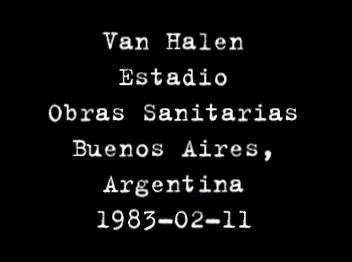 Van Halen
Estadio
Obras Sanitarias
Buenos Aires,
Argentina
1983-02-11